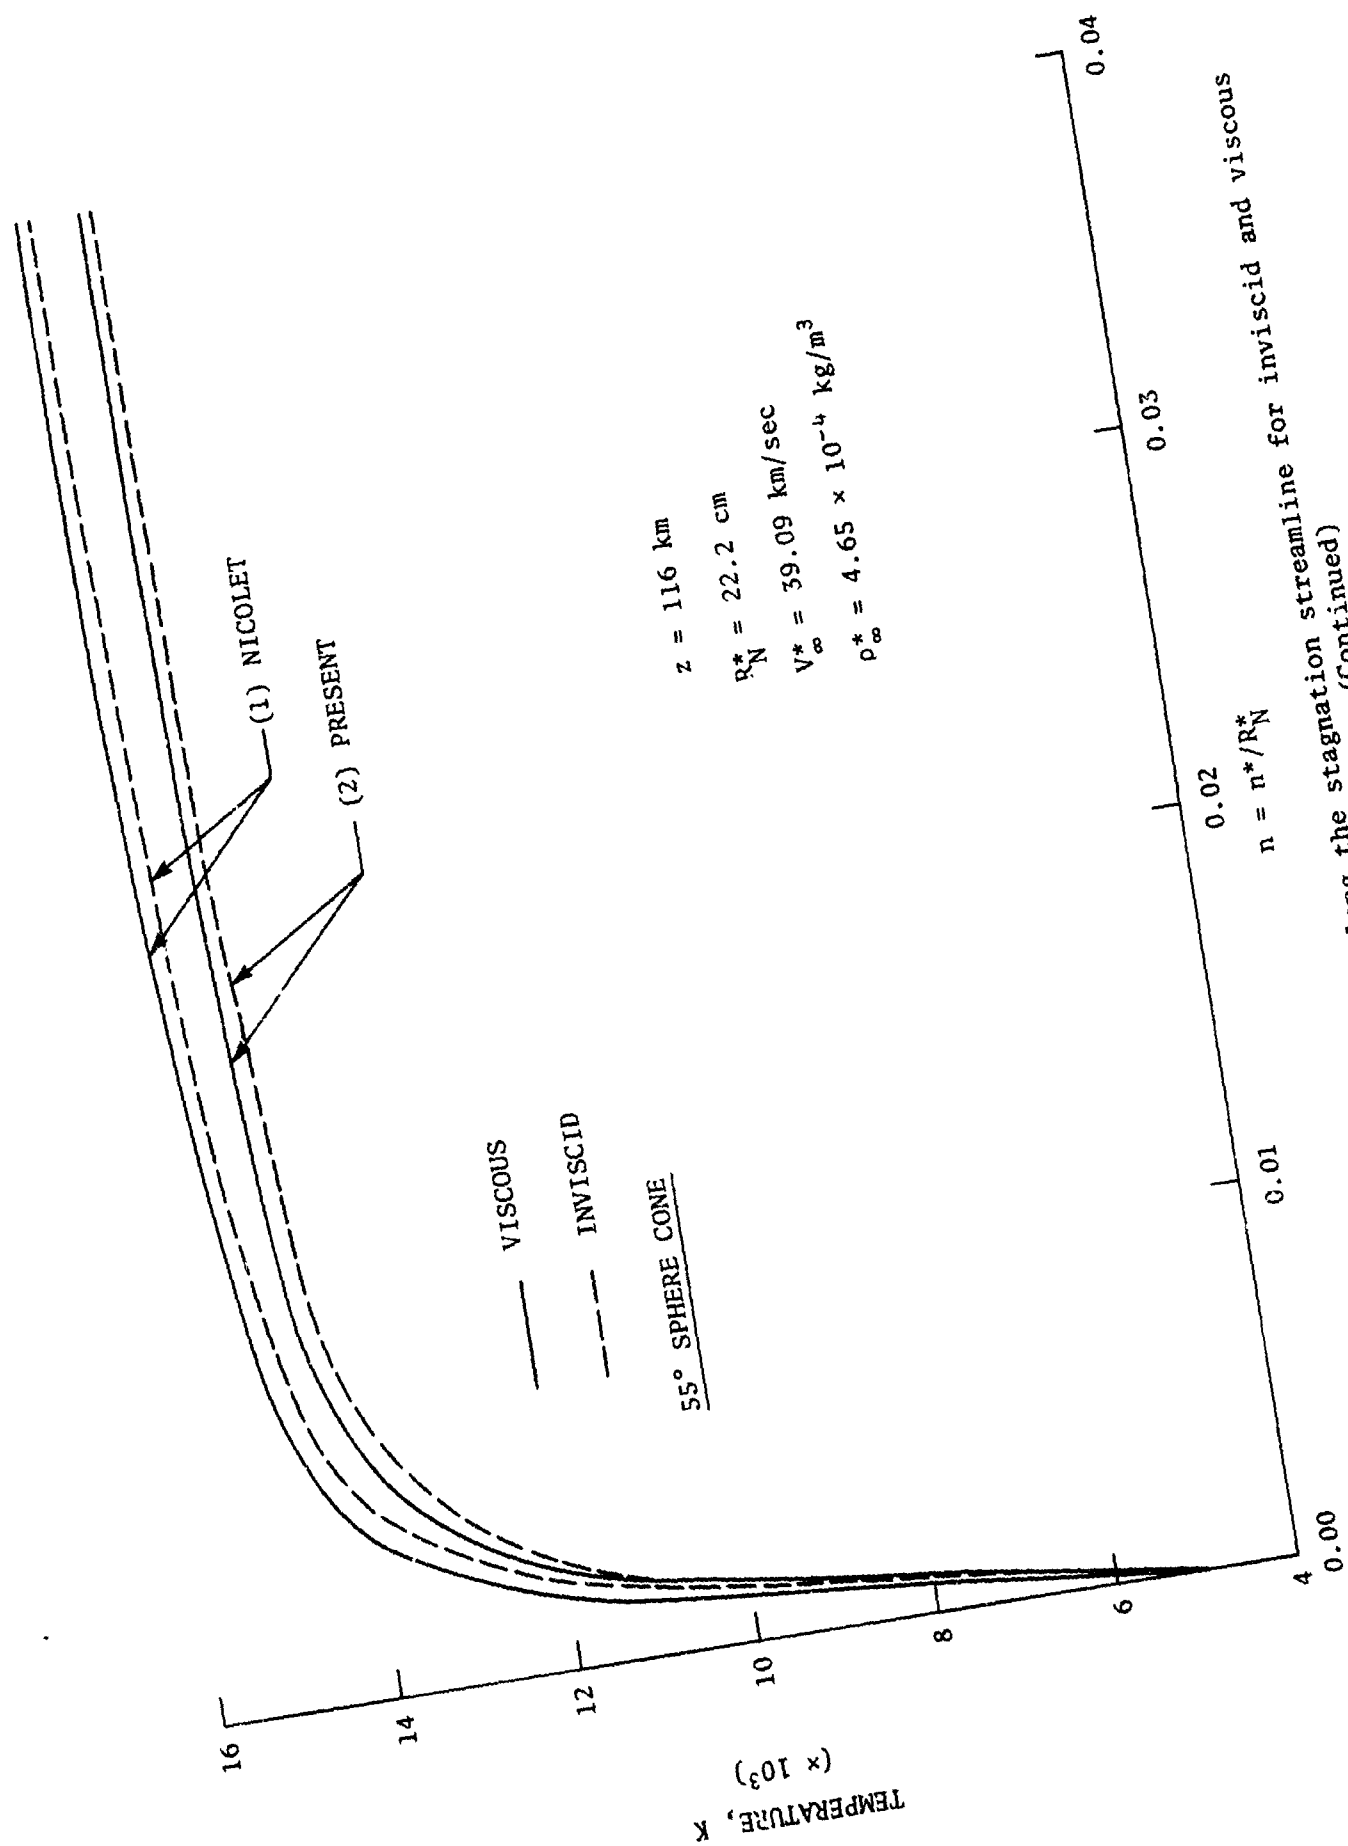 (1) NICOLET
(2) PRESENT
VISCOUS
INVISCID
55° SPHERE CONE
z = 116 km
R*N = 22.2 cm
V*∞ = 39.09 km/sec
ρ*∞ = 4.65 × 10⁻⁴ kg/m³
16
14
12
10
8
6
4
TEMPERATURE, K
(× 10³)
0.00
0.01
0.02
0.03
0.04
n = n*/R*N
the stagnation streamline for inviscid and viscous
(Continued)